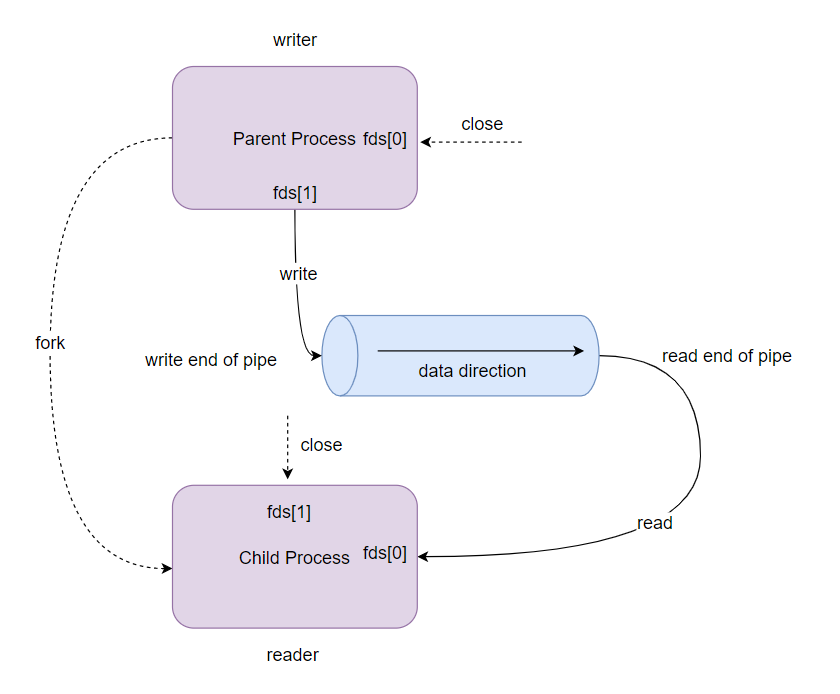 writer
Parent Process
fds[0]
close
fds[1]
write
fork
write end of pipe
data direction
read end of pipe
close
fds[1]
Child Process
fds[0]
read
reader